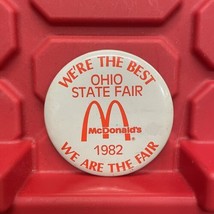 WE'RE THE BEST
OHIO
STATE FAIR
McDonald's
1982
WE ARE THE FAIR